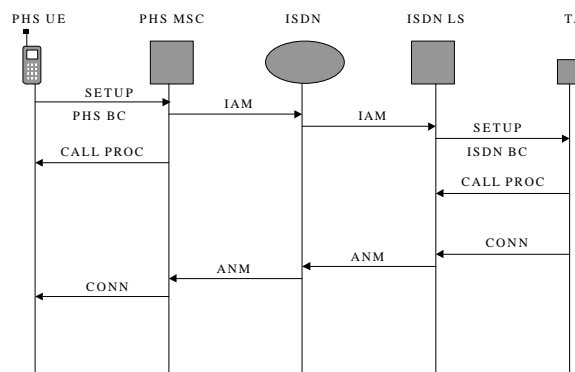 PHS UE PHS MSC ISDN ISDN LS
SETUP
PHS BC
IAM
IAM
SETUP
ISDN BC
CALL PROC
CALL PROC
CONN
ANM
ANM
CONN